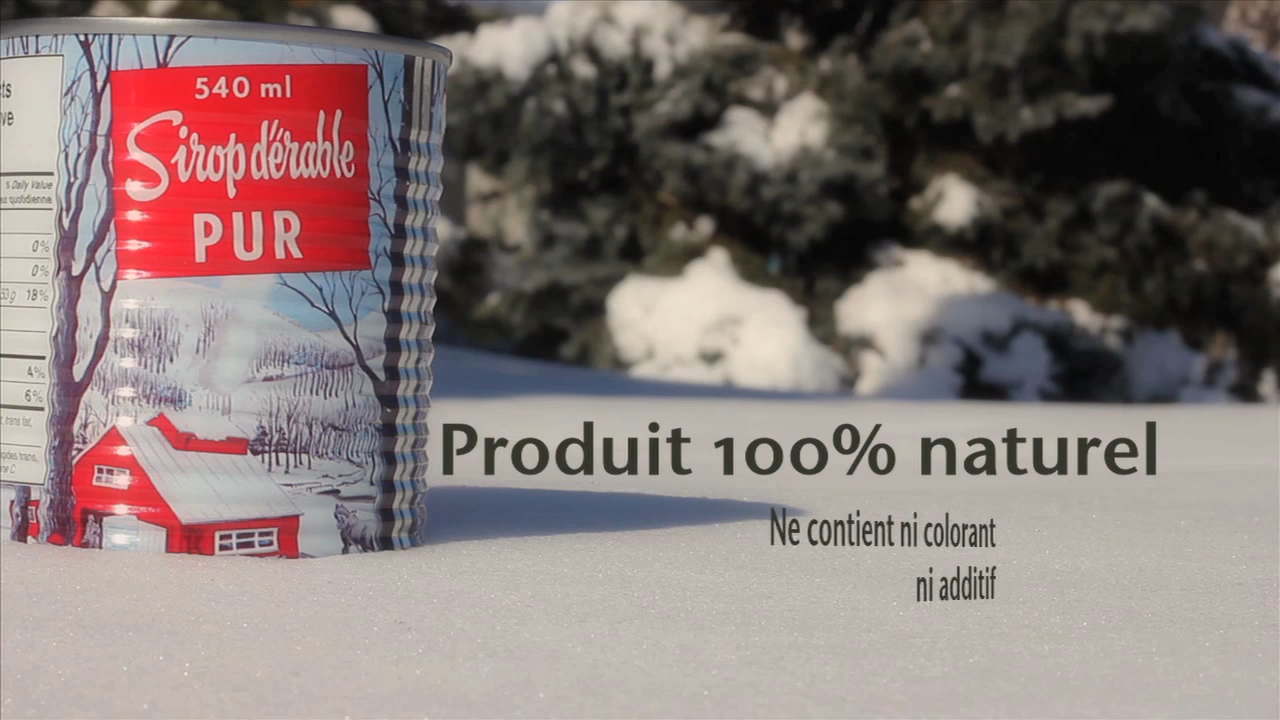 540 ml
Sirop d'érable
PUR
% Daily Value
quotidienne
0%
0%
18%
4%
6%
Produit 100% naturel
Ne contient ni colorant
ni additif